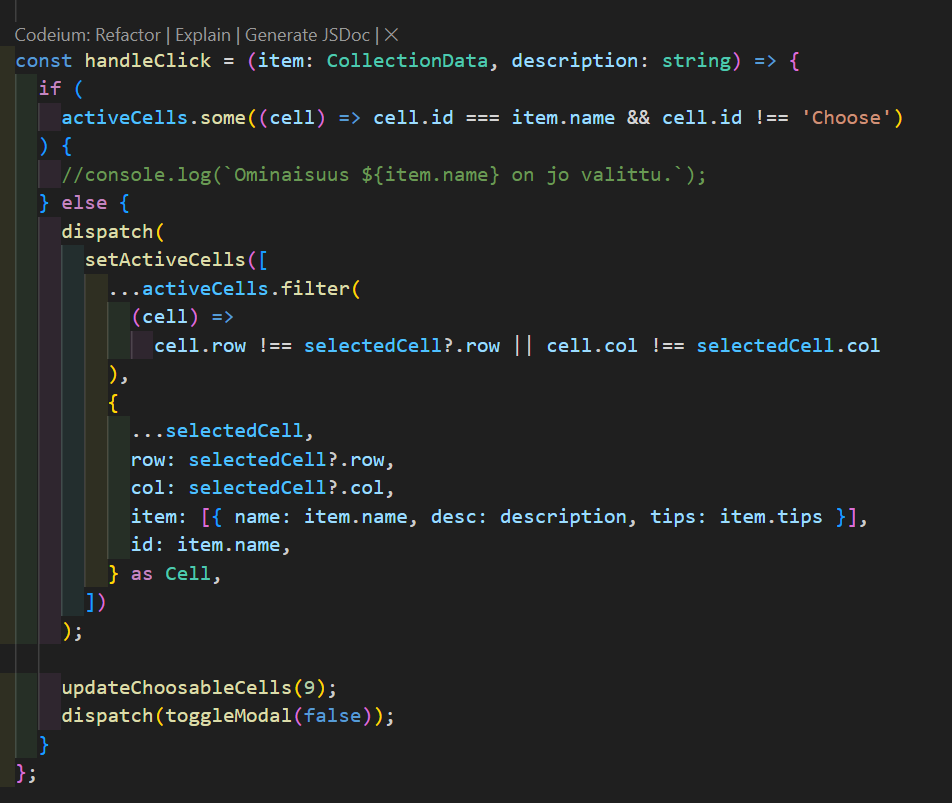 Codeium: Refactor | Explain | Generate JSDoc | ×
const handleClick = (item: CollectionData, description: string) => {
  if (
    activeCells.some((cell) => cell.id === item.name && cell.id !== 'Choose')
  ) {
    //console.log(`Ominaisuus ${item.name} on jo valittu.`);
  } else {
    dispatch(
      setActiveCells([
        ...activeCells.filter(
          (cell) =>
            cell.row !== selectedCell?.row || cell.col !== selectedCell.col
        ),
        {
          ...selectedCell,
          row: selectedCell?.row,
          col: selectedCell?.col,
          item: [{ name: item.name, desc: description, tips: item.tips }],
          id: item.name,
        } as Cell,
      ])
    );

    updateChoosableCells(9);
    dispatch(toggleModal(false));
  }
};